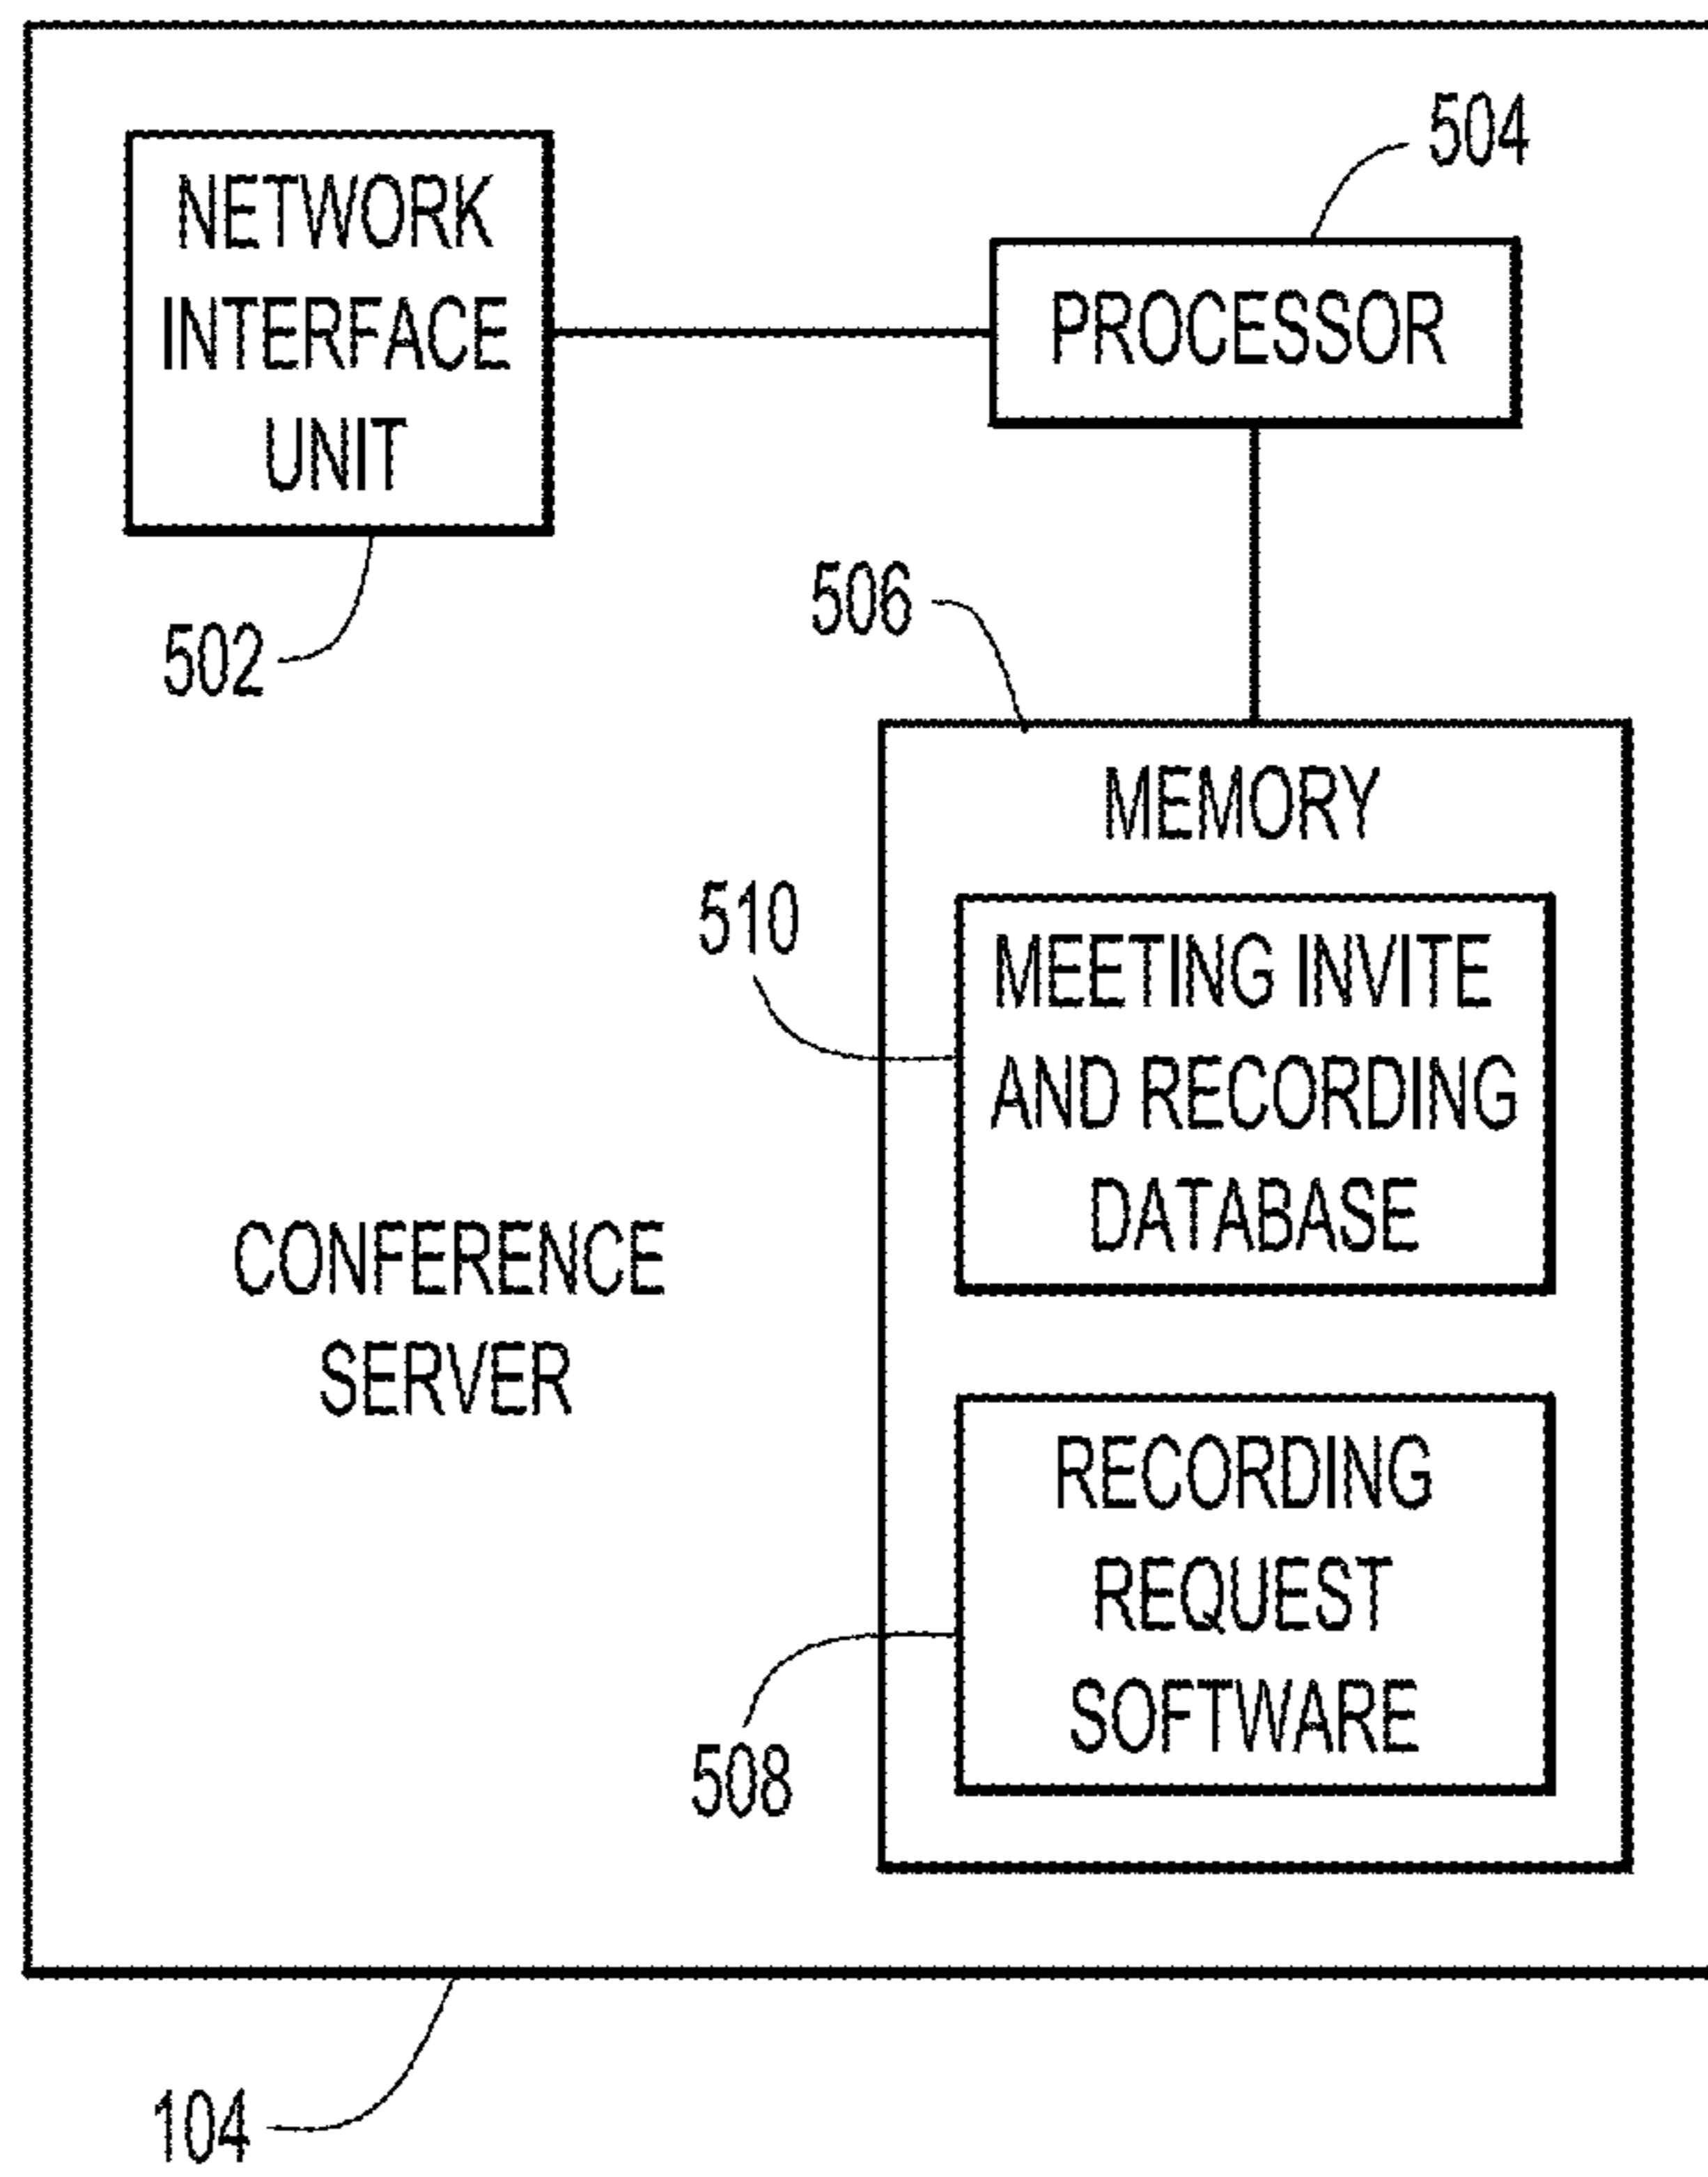 504
NETWORK
INTERFACE
UNIT
PROCESSOR
502
506
MEMORY
510
MEETING INVITE
AND RECORDING
DATABASE
CONFERENCE
SERVER
RECORDING
REQUEST
SOFTWARE
508
104